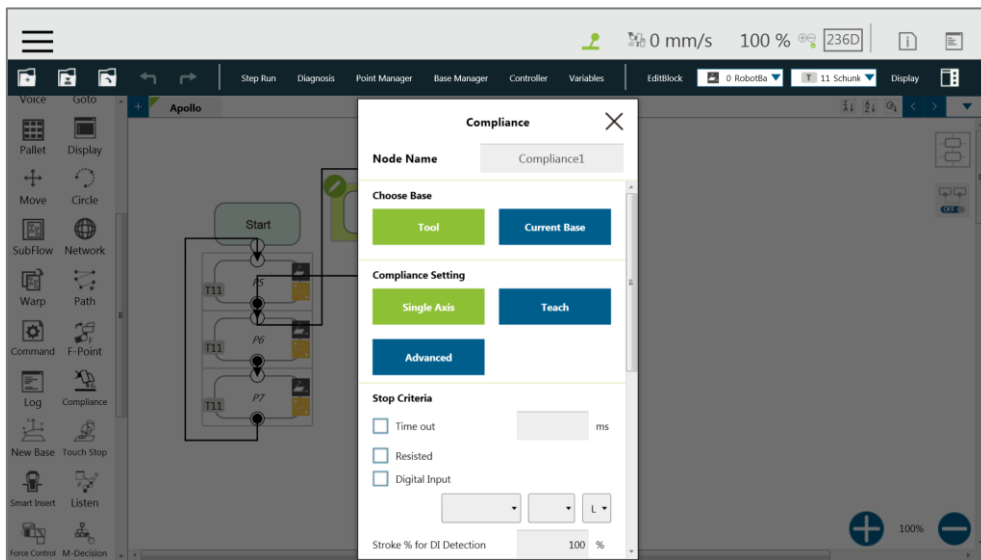 0 mm/s 100 % 236D
Step Run Diagnosis Point Manager Base Manager Controller Variables EditBlock 0 RobotBa T 11 Schunk Display
Voice Goto
+ Apollo
Pallet Display
Move Circle
SubFlow Network
Warp Path
Command F-Point
Log Compliance
New Base Touch Stop
Smart Insert Listen
Force Control M-Decision
Start
T11 P5
T11 P6
T11 P7
Compliance
Node Name Compliance1
Choose Base
Tool Current Base
Compliance Setting
Single Axis Teach
Advanced
Stop Criteria
Time out ms
Resisted
Digital Input
L
Stroke % for DI Detection 100 %
OFF
100%